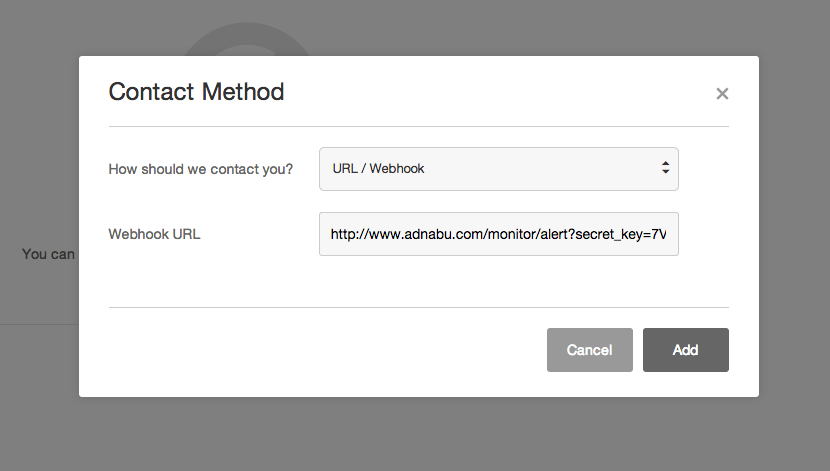 Contact Method
×
How should we contact you?
URL / Webhook
Webhook URL
http://www.adnabu.com/monitor/alert?secret_key=7V
You can
Cancel
Add